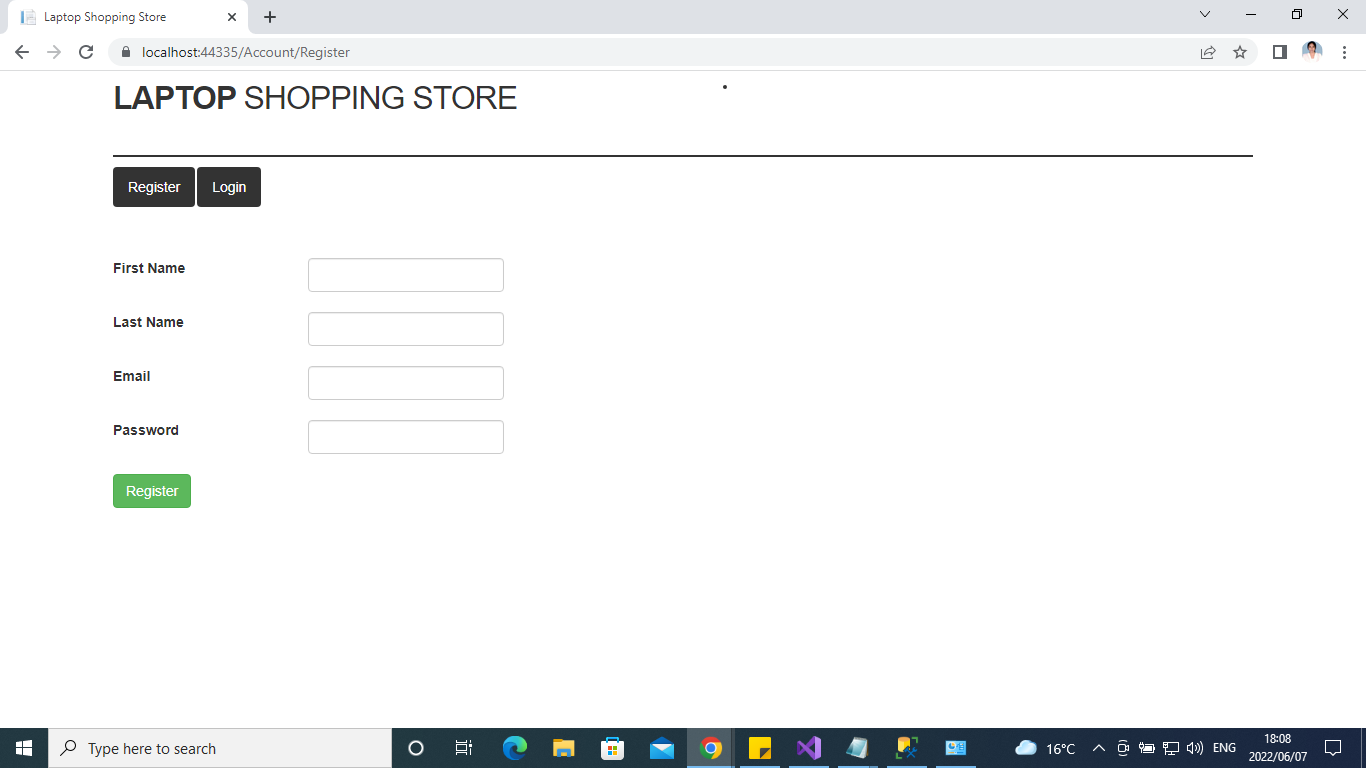 Laptop Shopping Store
localhost:44335/Account/Register
LAPTOP SHOPPING STORE
Register Login
First Name
Last Name
Email
Password
Register
Type here to search
16°C
ENG
18:08
2022/06/07